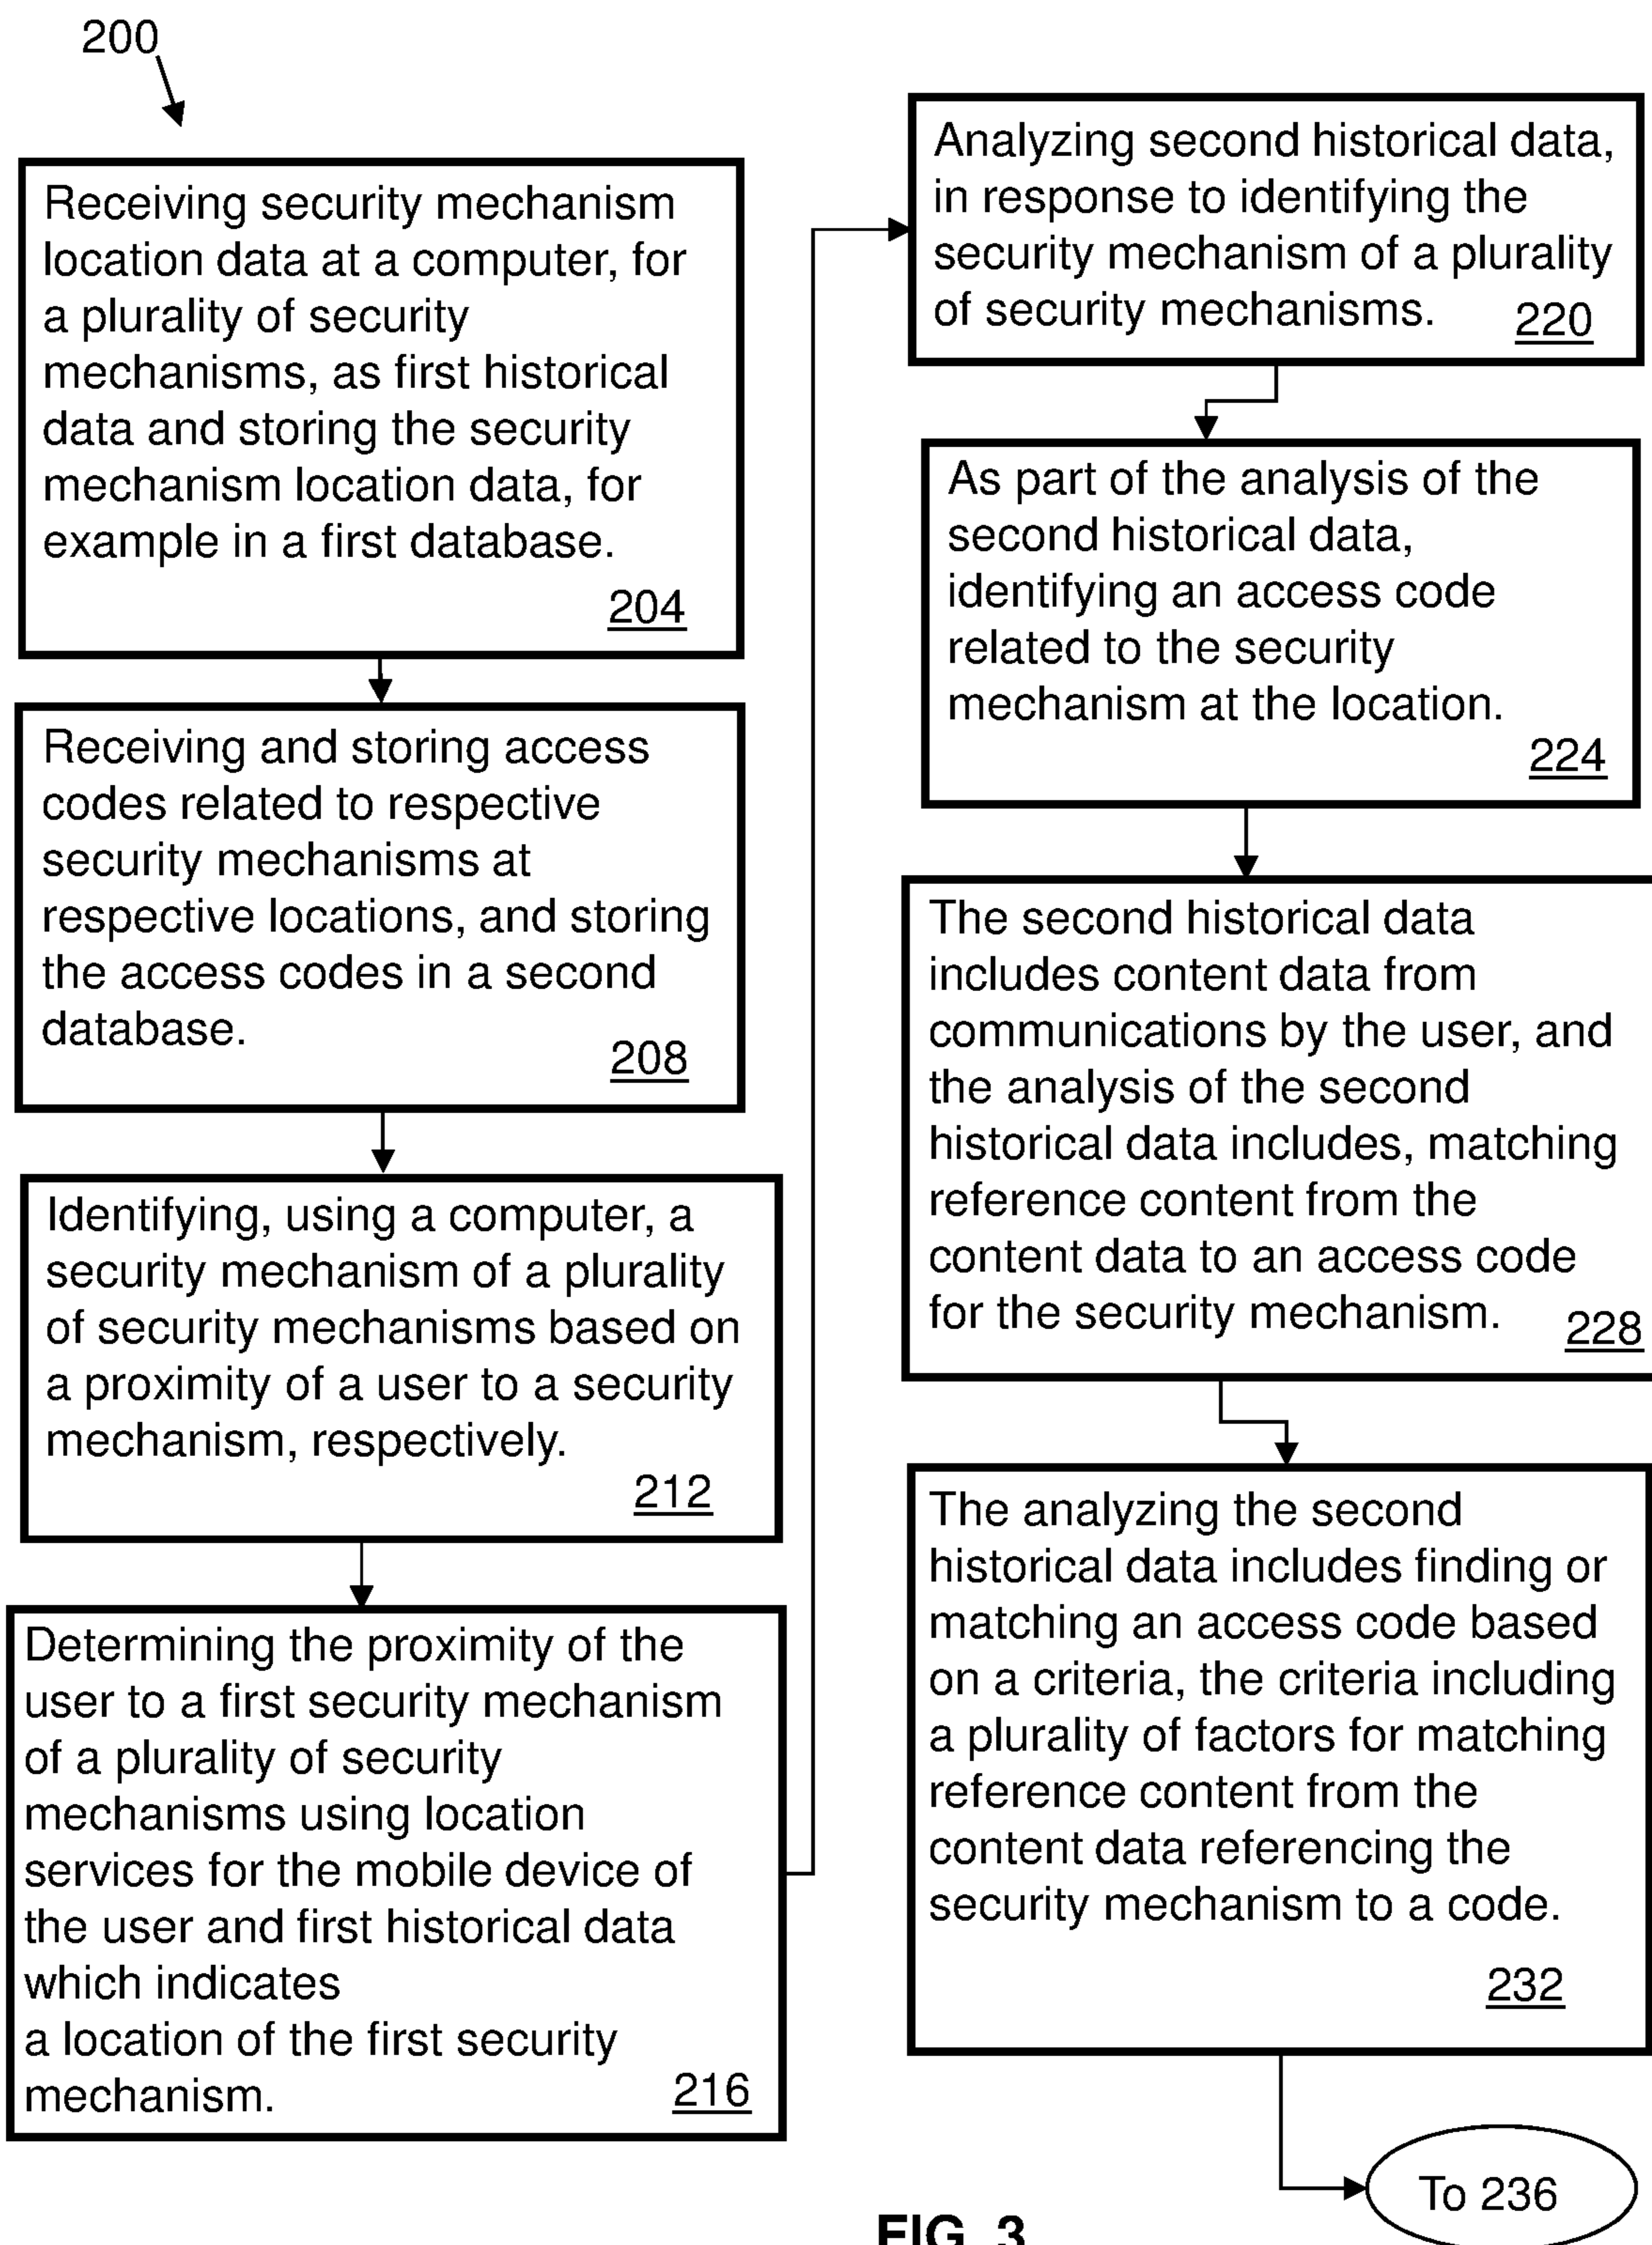 200
Receiving security mechanism
location data at a computer, for
a plurality of security
mechanisms, as first historical
data and storing the security
mechanism location data, for
example in a first database.
204
Receiving and storing access
codes related to respective
security mechanisms at
respective locations, and storing
the access codes in a second
database.
208
Identifying, using a computer, a
security mechanism of a plurality
of security mechanisms based on
a proximity of a user to a security
mechanism, respectively.
212
Determining the proximity of the
user to a first security mechanism
of a plurality of security
mechanisms using location
services for the mobile device of
the user and first historical data
which indicates
a location of the first security
mechanism.
216
Analyzing second historical data,
in response to identifying the
security mechanism of a plurality
of security mechanisms.
220
As part of the analysis of the
second historical data,
identifying an access code
related to the security
mechanism at the location.
224
The second historical data
includes content data from
communications by the user, and
the analysis of the second
historical data includes, matching
reference content from the
content data to an access code
for the security mechanism.
228
The analyzing the second
historical data includes finding or
matching an access code based
on a criteria, the criteria including
a plurality of factors for matching
reference content from the
content data referencing the
security mechanism to a code.
232
To 236
FIG. 3